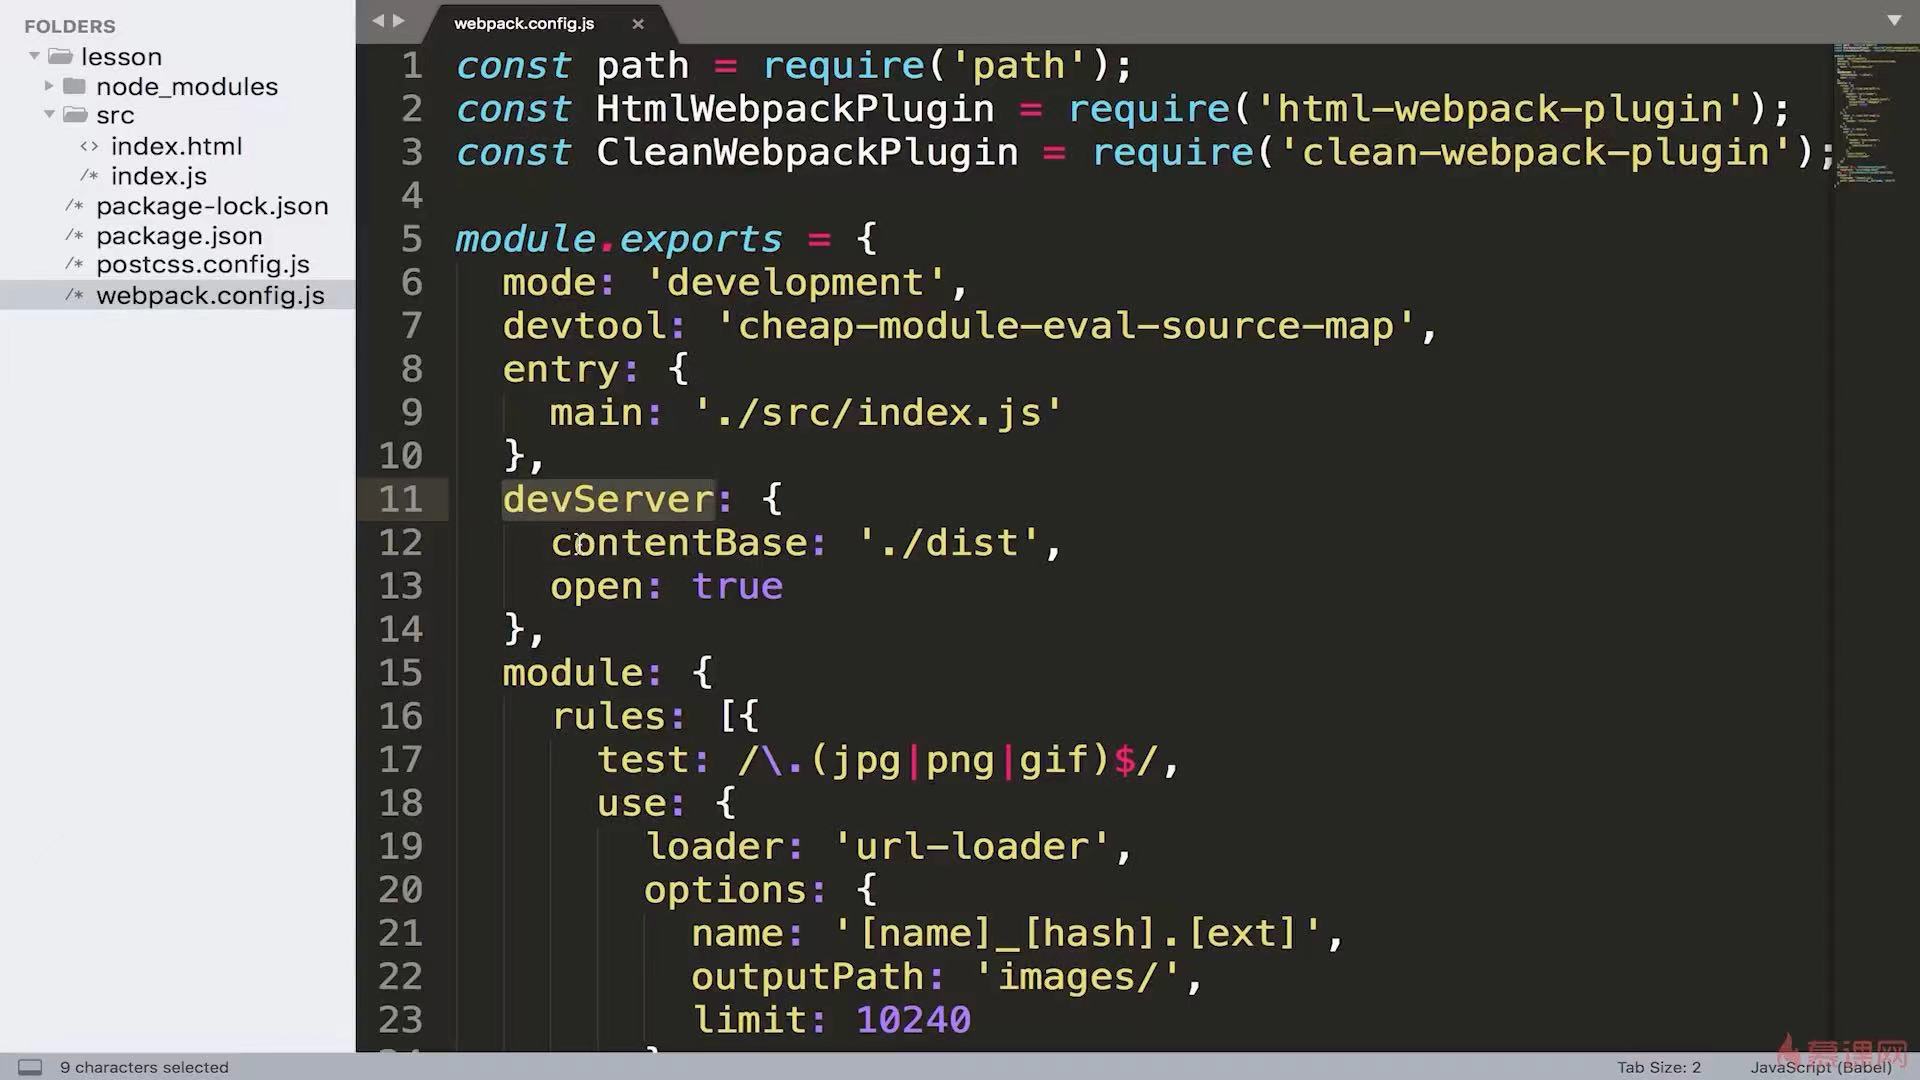 FOLDERS
lesson
node_modules
src
<> index.html
/* index.js
/* package-lock.json
/* package.json
/* postcss.config.js
/* webpack.config.js
webpack.config.js ×
1 const path = require('path');
2 const HtmlWebpackPlugin = require('html-webpack-plugin');
3 const CleanWebpackPlugin = require('clean-webpack-plugin');
4
5 module.exports = {
6 mode: 'development',
7 devtool: 'cheap-module-eval-source-map',
8 entry: {
9 main: './src/index.js'
10 },
11 devServer: {
12 contentBase: './dist',
13 open: true
14 },
15 module: {
16 rules: [{
17 test: /\.(jpg|png|gif)$/,
18 use: {
19 loader: 'url-loader',
20 options: {
21 name: '[name]_[hash].[ext]',
22 outputPath: 'images/',
23 limit: 10240
9 characters selected
Tab Size: 2
JavaScript (Babel)
慕课网